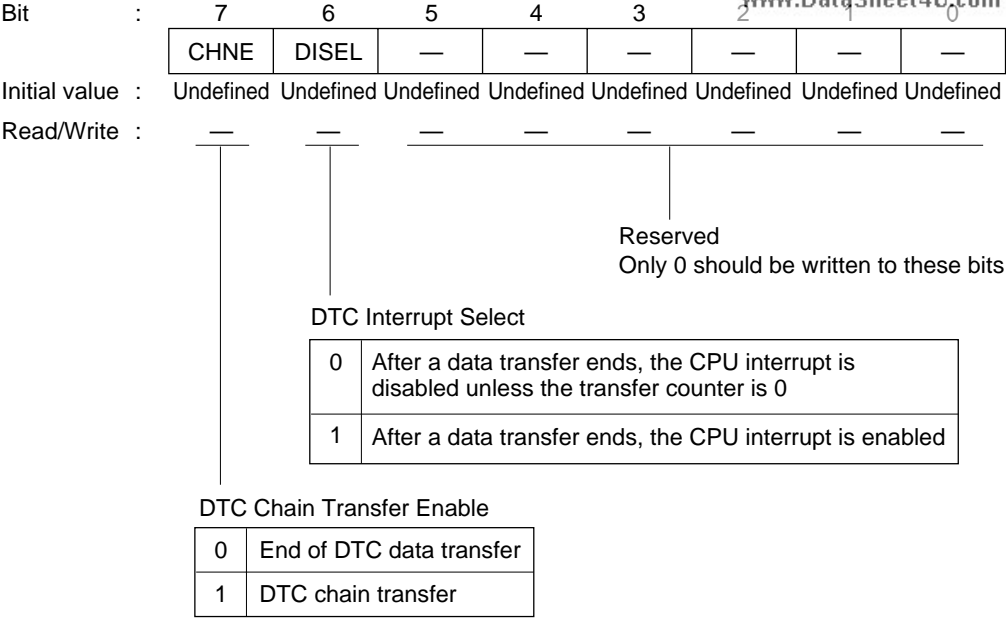 Bit : 7 6 5 4 3 2 1 0
www.DataSheet4U.com
CHNE DISEL — — — — — —
Initial value : Undefined Undefined Undefined Undefined Undefined Undefined Undefined Undefined
Read/Write : — — — — — — — —
Reserved
Only 0 should be written to these bits
DTC Interrupt Select
0 After a data transfer ends, the CPU interrupt is
disabled unless the transfer counter is 0
1 After a data transfer ends, the CPU interrupt is enabled
DTC Chain Transfer Enable
0 End of DTC data transfer
1 DTC chain transfer